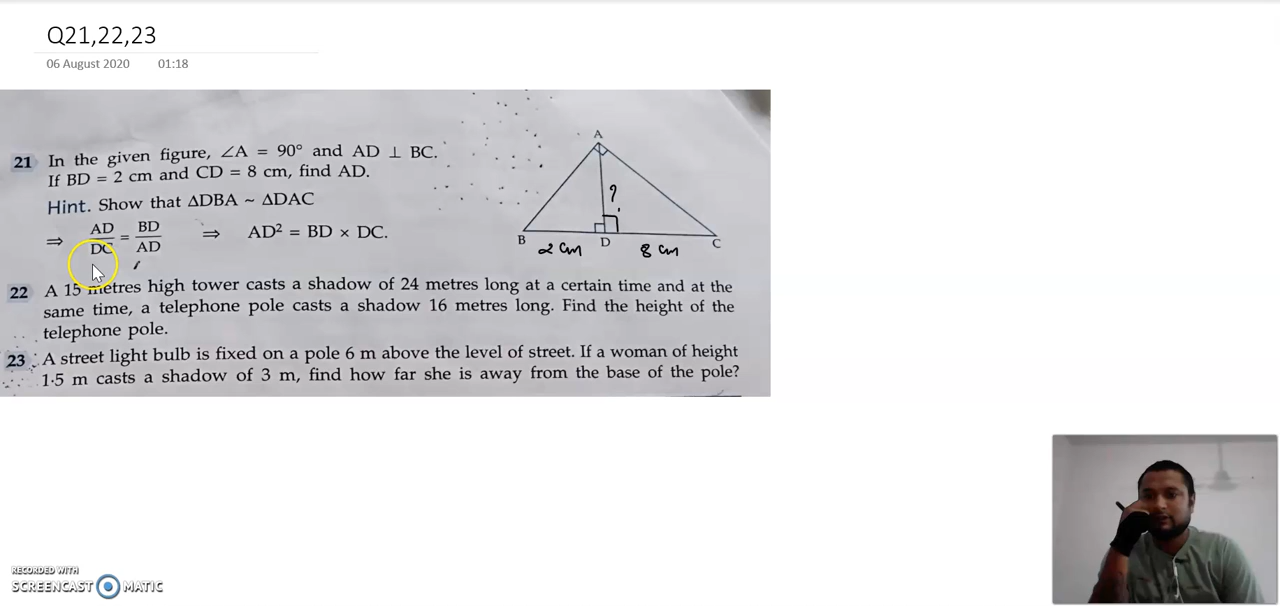 Q21,22,23
06 August 2020 01:18
21 In the given figure, ∠A = 90° and AD ⊥ BC.
If BD = 2 cm and CD = 8 cm, find AD.
Hint. Show that ΔDBA ~ ΔDAC
⇒ AD/DC = BD/AD ⇒ AD² = BD × DC.
A
?
B D C
2 cm 8 cm
22 A 15 metres high tower casts a shadow of 24 metres long at a certain time and at the
same time, a telephone pole casts a shadow 16 metres long. Find the height of the
telephone pole.
23 A street light bulb is fixed on a pole 6 m above the level of street. If a woman of height
1·5 m casts a shadow of 3 m, find how far she is away from the base of the pole?
RECORDED WITH
SCREENCAST MATIC